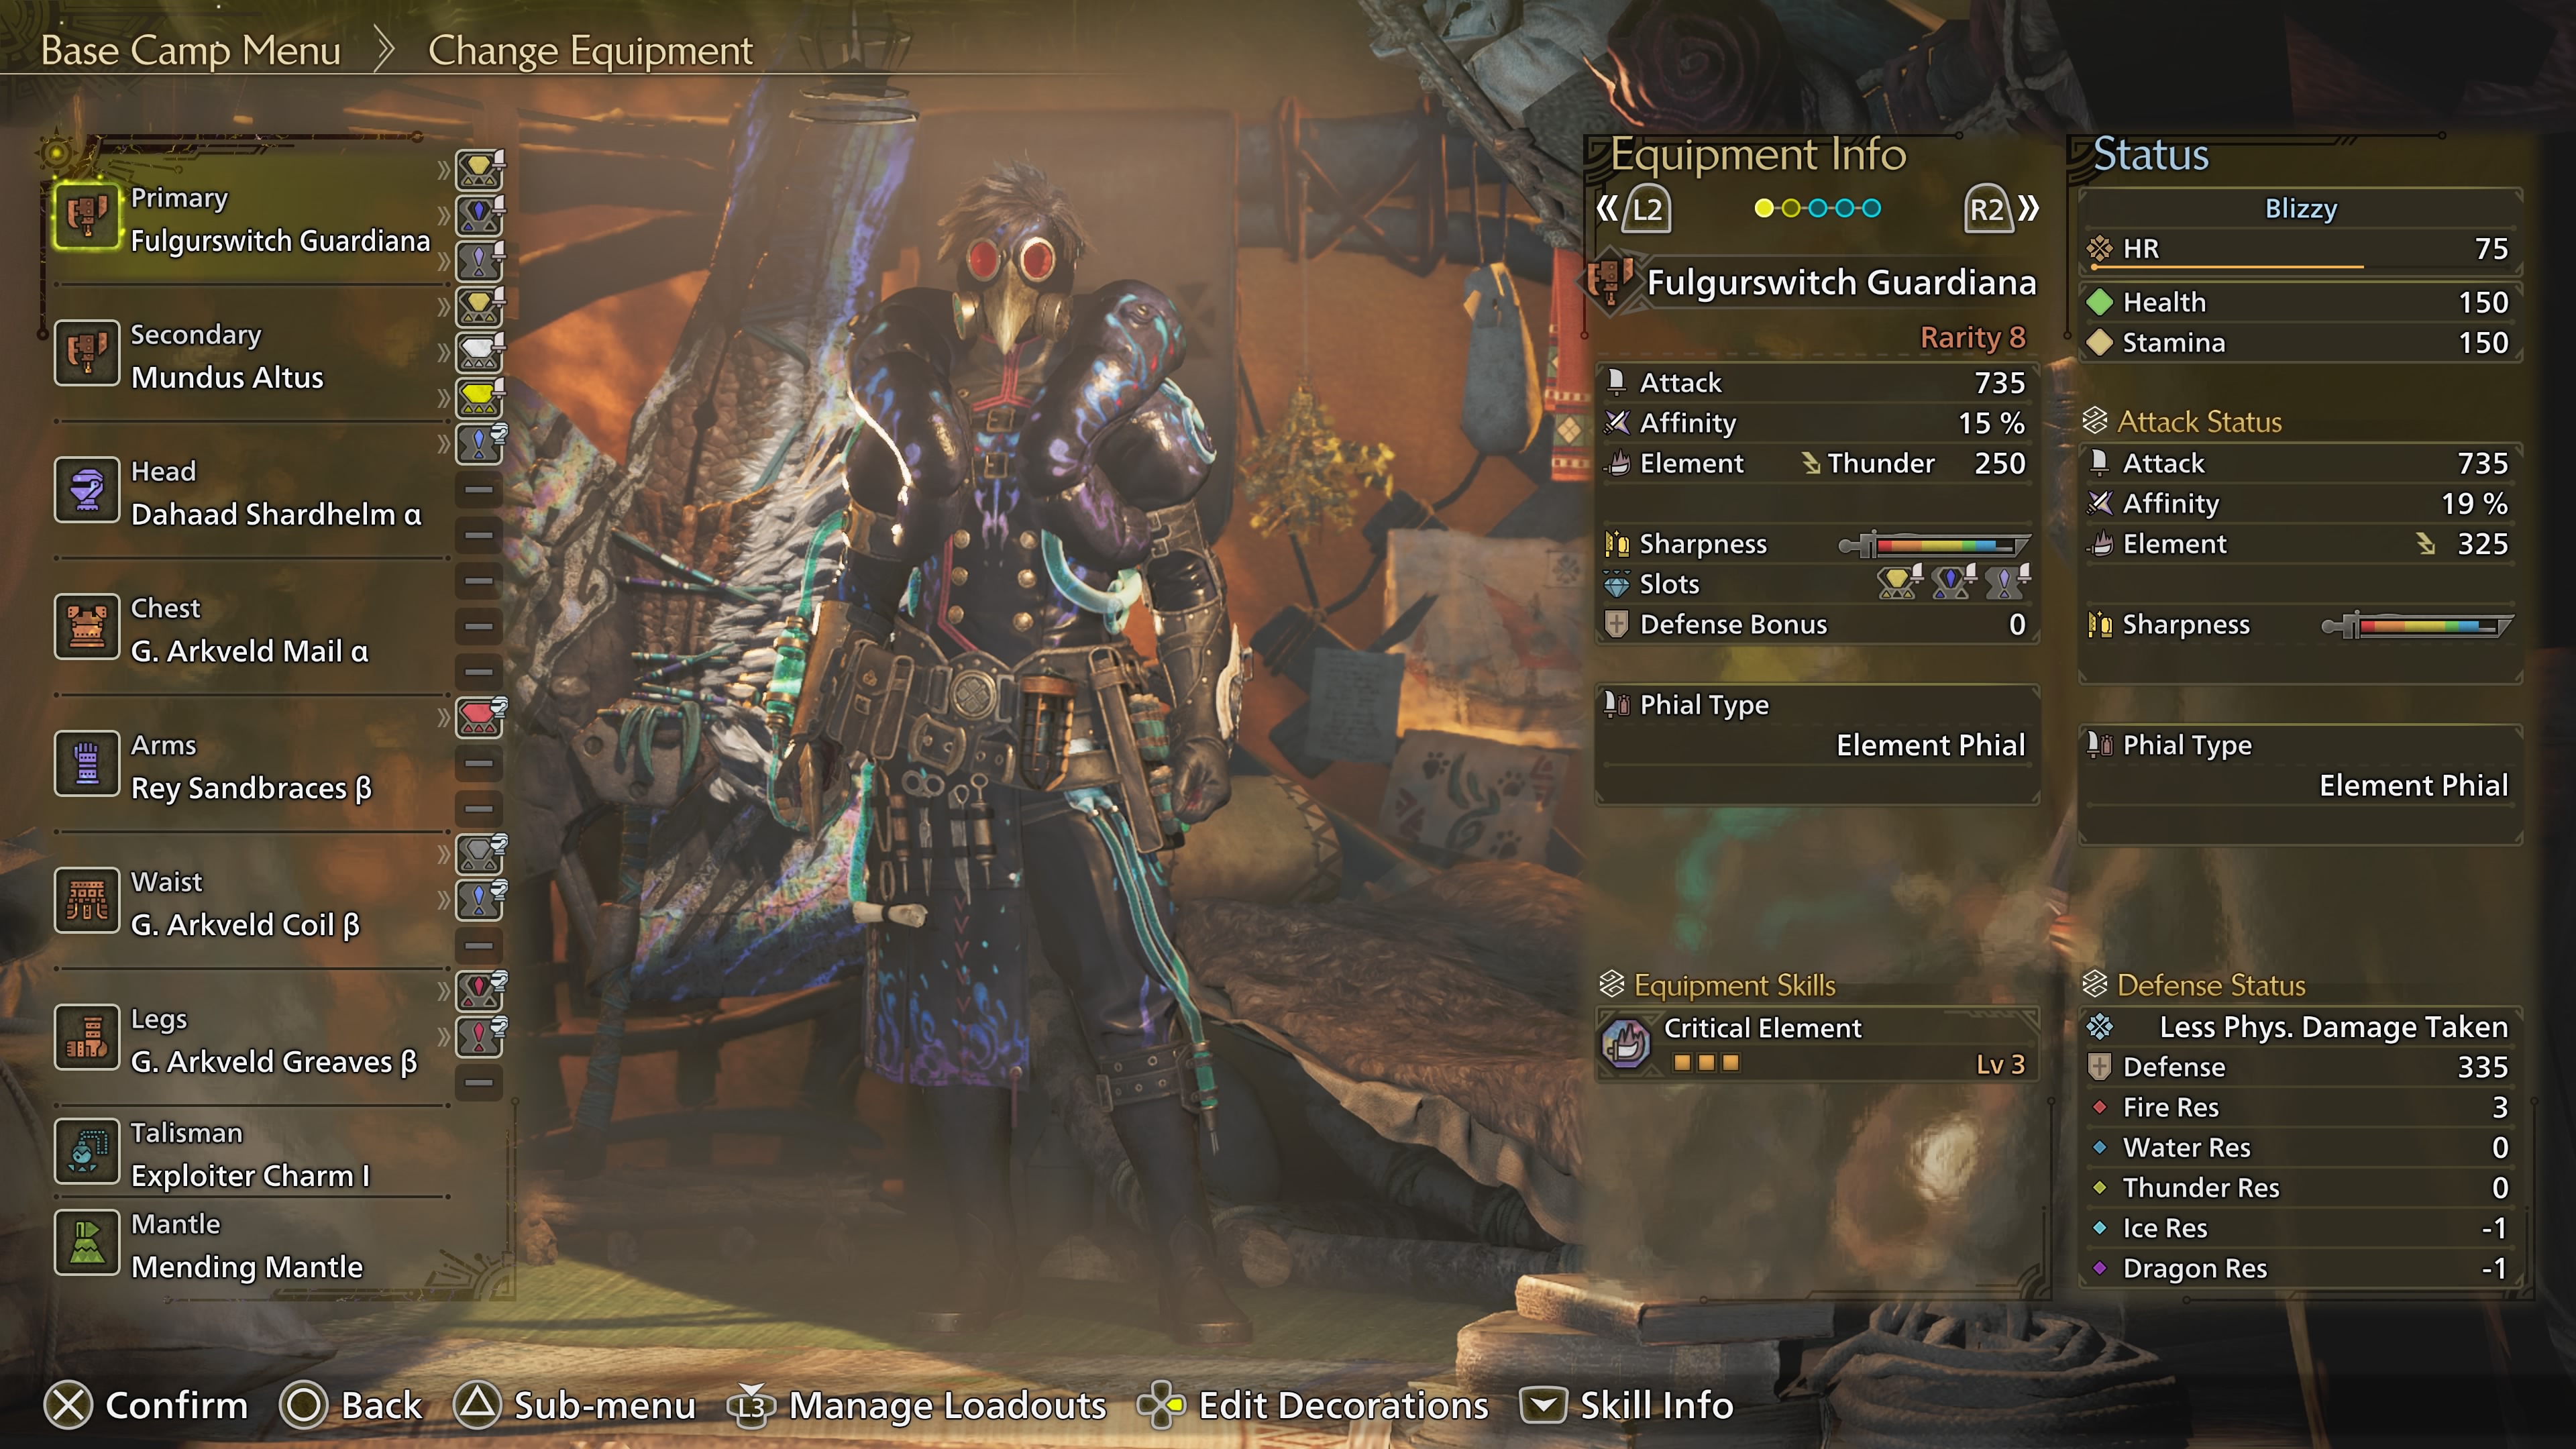 Base Camp Menu
Change Equipment
Primary
Fulgurswitch Guardiana
Secondary
Mundus Altus
Head
Dahaad Shardhelm α
Chest
G. Arkveld Mail α
Arms
Rey Sandbraces β
Waist
G. Arkveld Coil β
Legs
G. Arkveld Greaves β
Talisman
Exploiter Charm I
Mantle
Mending Mantle
Equipment Info
L2
R2
Fulgurswitch Guardiana
Rarity 8
Attack 735
Affinity 15 %
Element Thunder 250
Sharpness
Slots
Defense Bonus 0
Phial Type
Element Phial
Equipment Skills
Critical Element
Lv 3
Status
Blizzy
HR 75
Health 150
Stamina 150
Attack Status
Attack 735
Affinity 19 %
Element 325
Sharpness
Phial Type
Element Phial
Defense Status
Less Phys. Damage Taken
Defense 335
Fire Res 3
Water Res 0
Thunder Res 0
Ice Res -1
Dragon Res -1
Confirm Back Sub-menu L3 Manage Loadouts Edit Decorations Skill Info